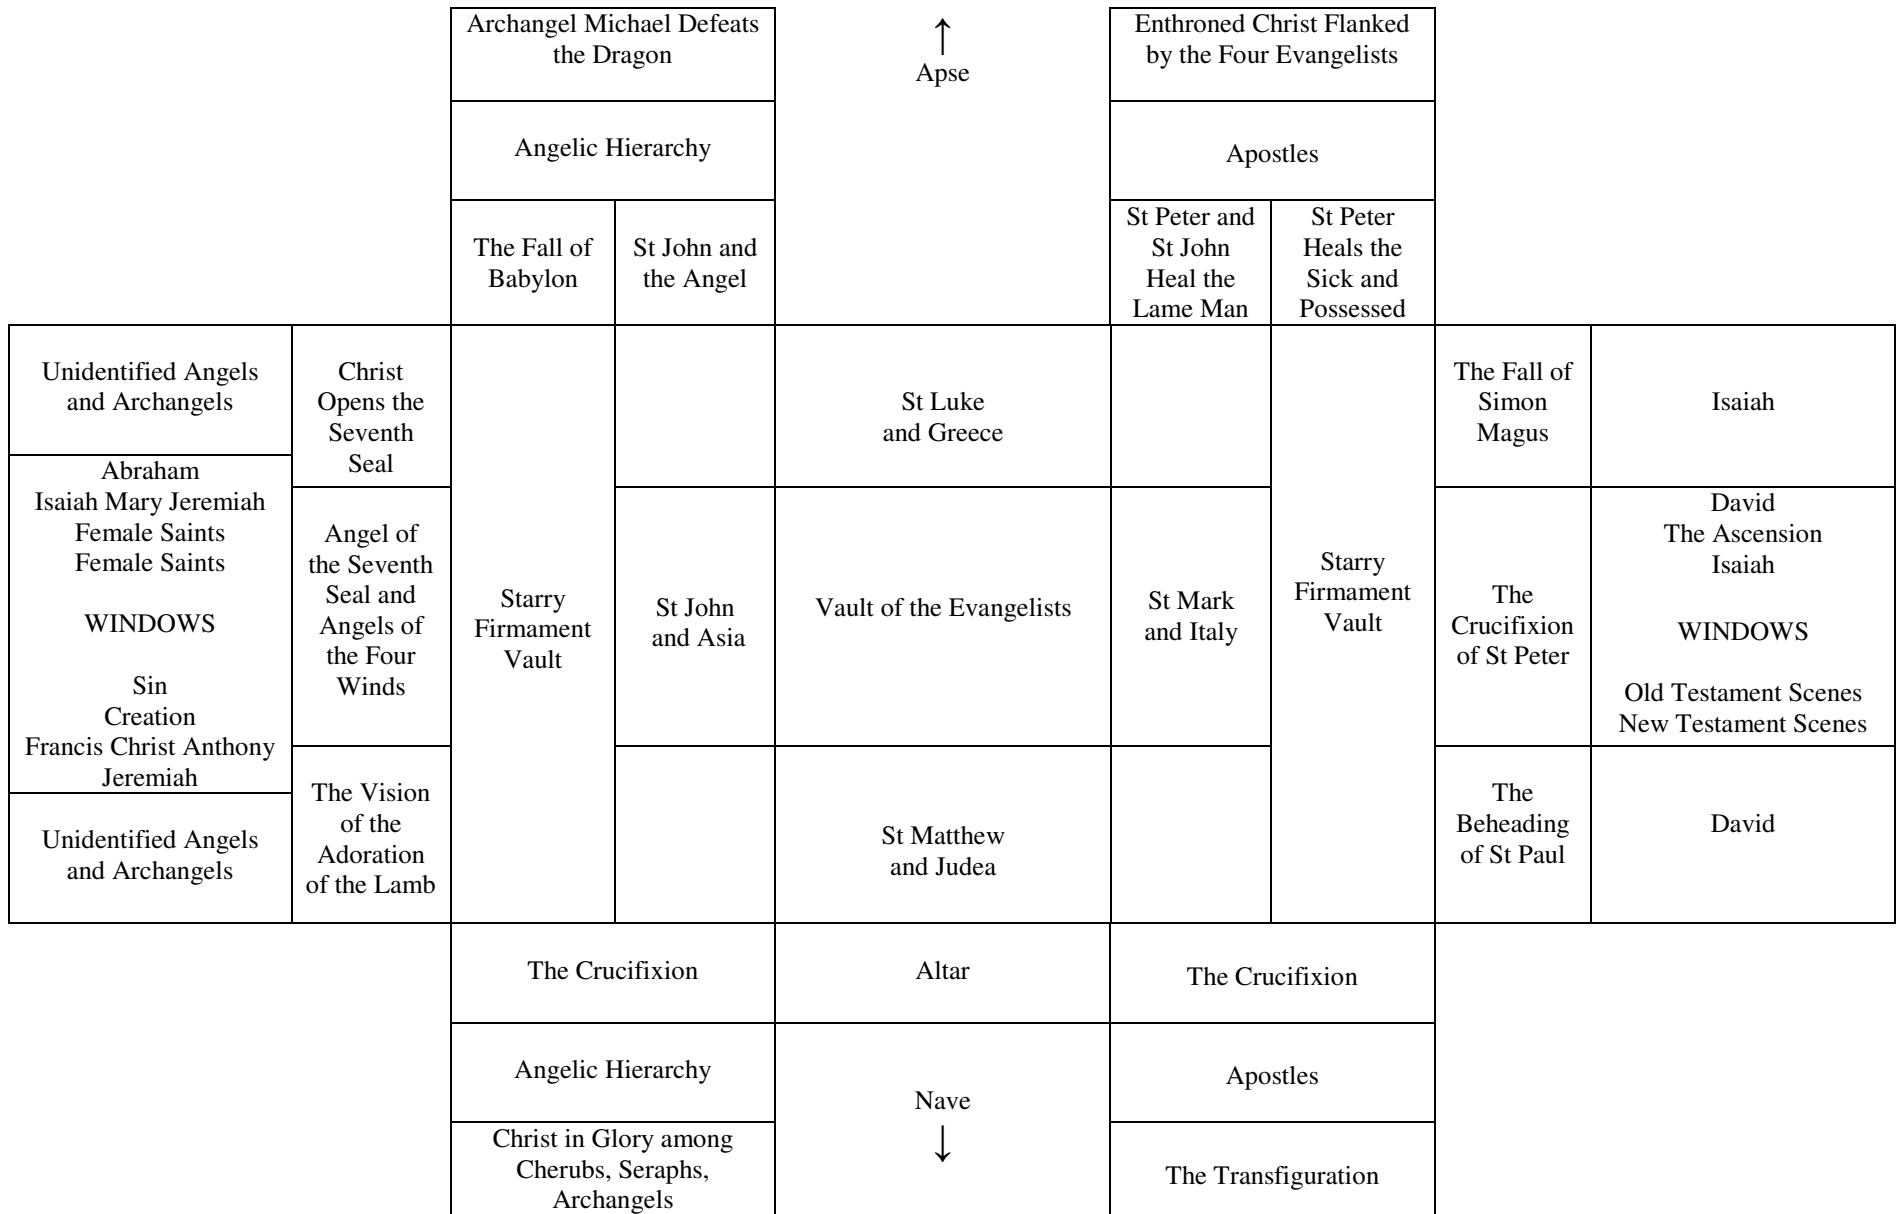 Archangel Michael Defeats
the Dragon
↑
Apse
Enthroned Christ Flanked
by the Four Evangelists
Angelic Hierarchy
Apostles
The Fall of
Babylon
St John and
the Angel
St Peter and
St John
Heal the
Lame Man
St Peter
Heals the
Sick and
Possessed
Unidentified Angels
and Archangels
Christ
Opens the
Seventh
Seal
St Luke
and Greece
The Fall of
Simon
Magus
Isaiah
Abraham
Isaiah Mary Jeremiah
Female Saints
Female Saints
WINDOWS
Sin
Creation
Francis Christ Anthony
Jeremiah
Angel of
the Seventh
Seal and
Angels of
the Four
Winds
Starry
Firmament
Vault
St John
and Asia
Vault of the Evangelists
St Mark
and Italy
Starry
Firmament
Vault
The
Crucifixion
of St Peter
David
The Ascension
Isaiah
WINDOWS
Old Testament Scenes
New Testament Scenes
Unidentified Angels
and Archangels
The Vision
of the
Adoration
of the Lamb
St Matthew
and Judea
The
Beheading
of St Paul
David
The Crucifixion
Altar
The Crucifixion
Angelic Hierarchy
Nave
↓
Apostles
Christ in Glory among
Cherubs, Seraphs,
Archangels
The Transfiguration